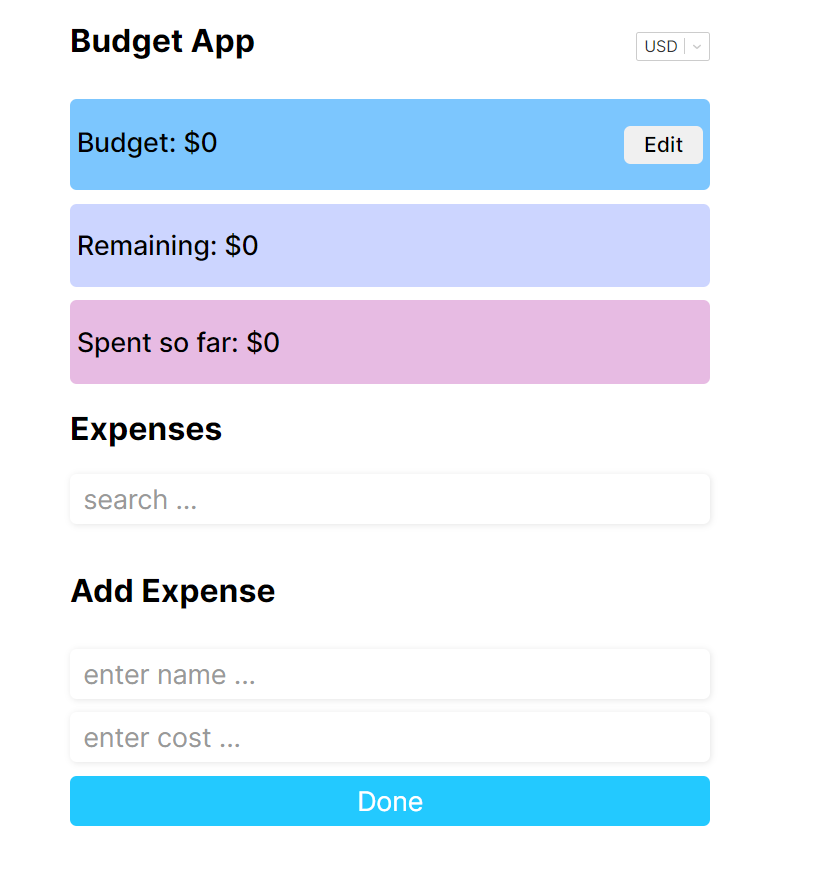 Budget App
USD
Budget: $0
Edit
Remaining: $0
Spent so far: $0
Expenses
search ...
Add Expense
enter name ...
enter cost ...
Done